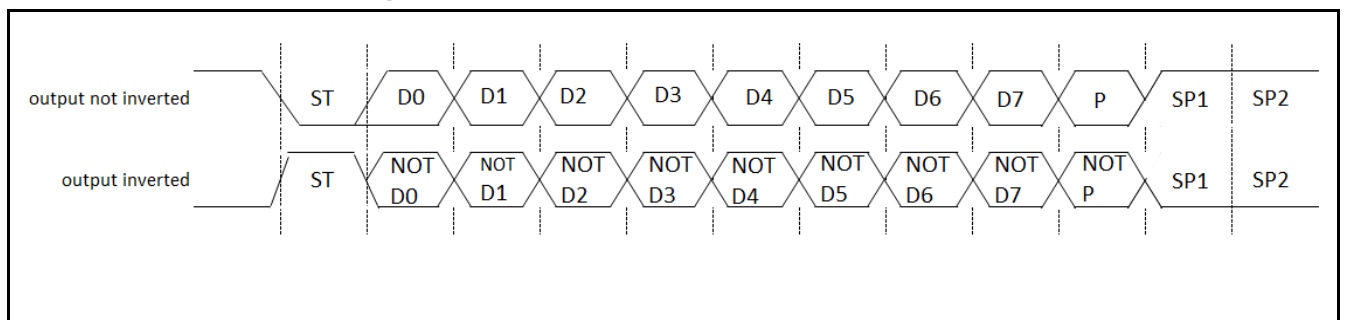 output not inverted ST D0 D1 D2 D3 D4 D5 D6 D7 P SP1 SP2
output inverted ST NOT D0 NOT D1 NOT D2 NOT D3 NOT D4 NOT D5 NOT D6 NOT D7 NOT P SP1 SP2